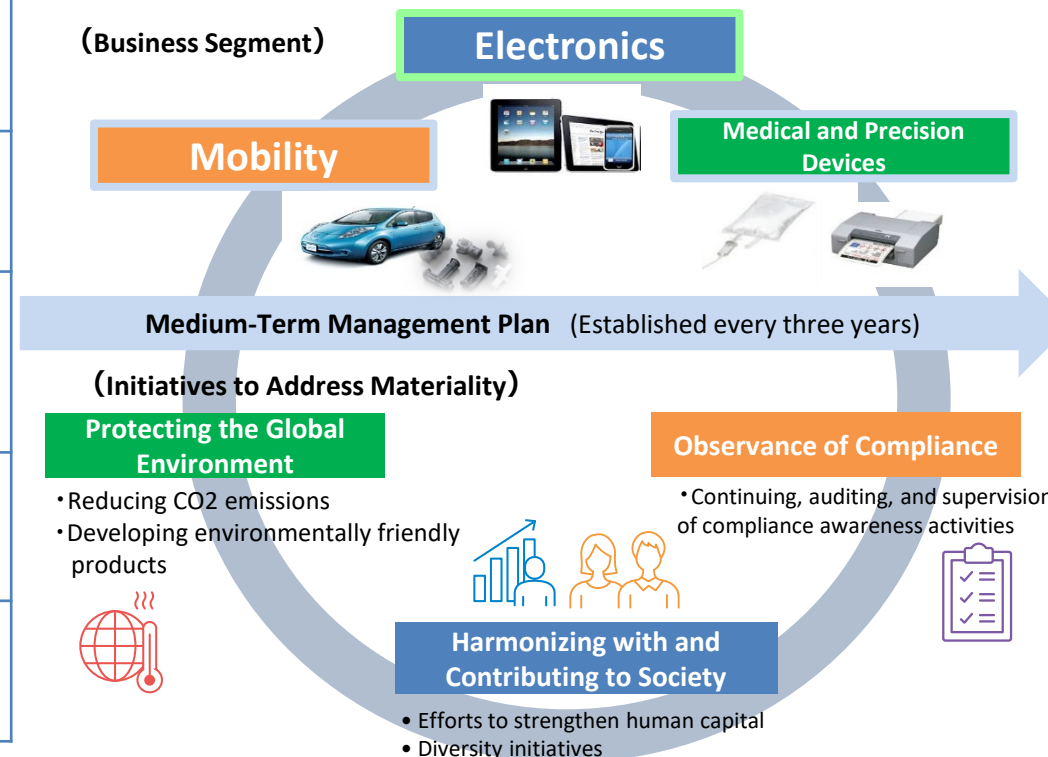 （Business Segment）
Electronics
Mobility
Medical and Precision
Devices
Medium-Term Management Plan (Established every three years)
（Initiatives to Address Materiality）
Protecting the Global
Environment
・Reducing CO2 emissions
・Developing environmentally friendly
products
Observance of Compliance
・Continuing, auditing, and supervision
of compliance awareness activities
Harmonizing with and
Contributing to Society
• Efforts to strengthen human capital
• Diversity initiatives